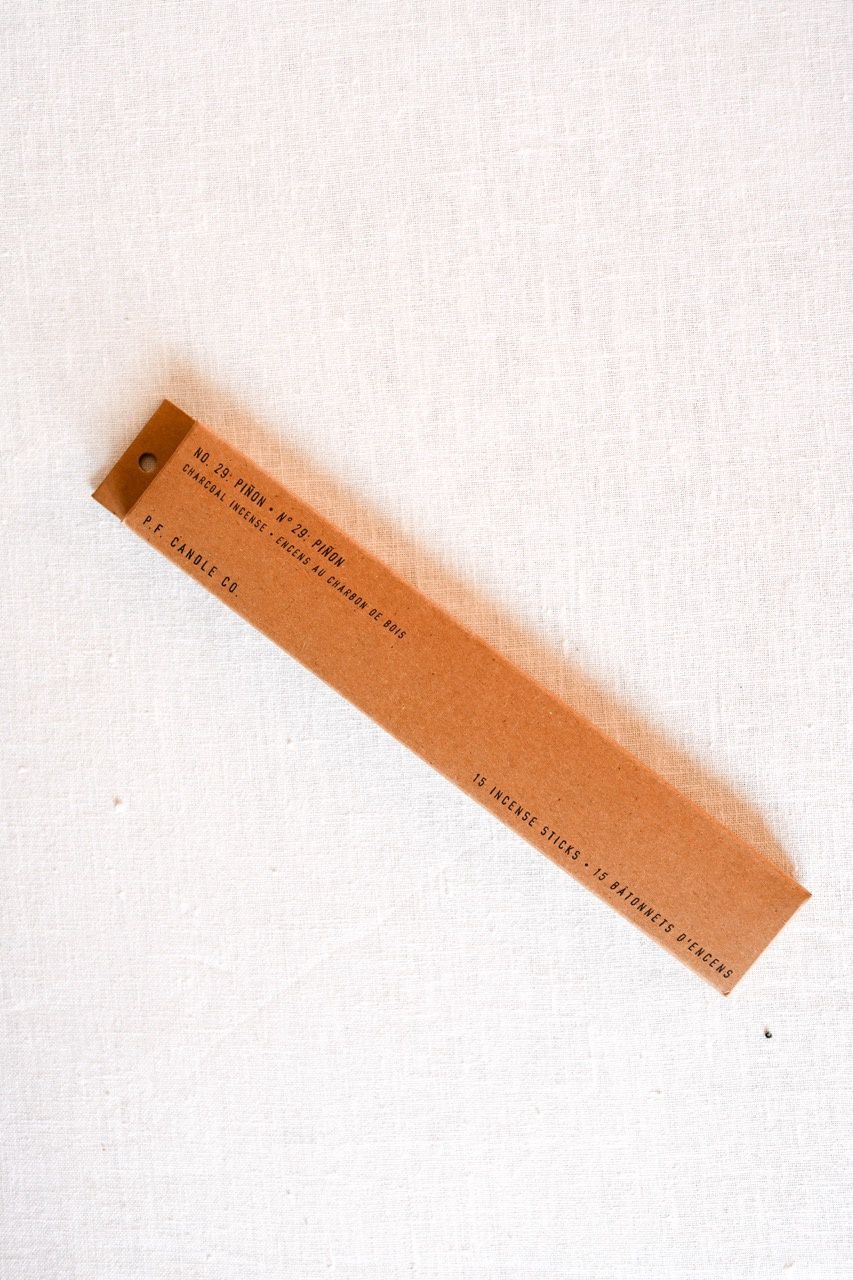 NO. 29: PIÑON • N° 29: PIÑON
CHARCOAL INCENSE • ENCENS AU CHARBON DE BOIS
P.F. CANDLE CO.
15 INCENSE STICKS • 15 BÂTONNETS D'ENCENS